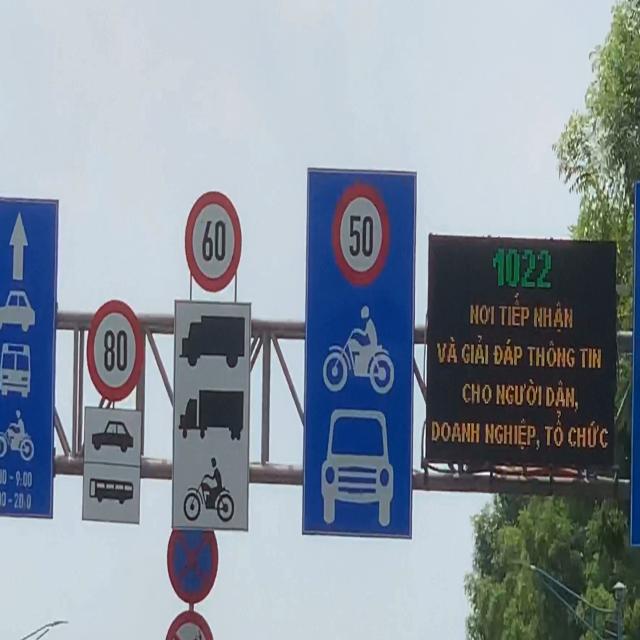 80
60
50
1022
NƠI TIẾP NHẬN
VÀ GIẢI ĐÁP THÔNG TIN
CHO NGƯỜI DÂN,
DOANH NGHIỆP, TỔ CHỨC